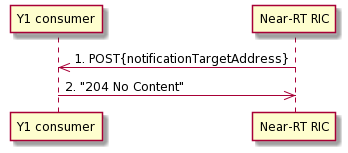 Y1 consumer
Near-RT RIC
1. POST{notificationTargetAddress}
2. "204 No Content"
Y1 consumer
Near-RT RIC